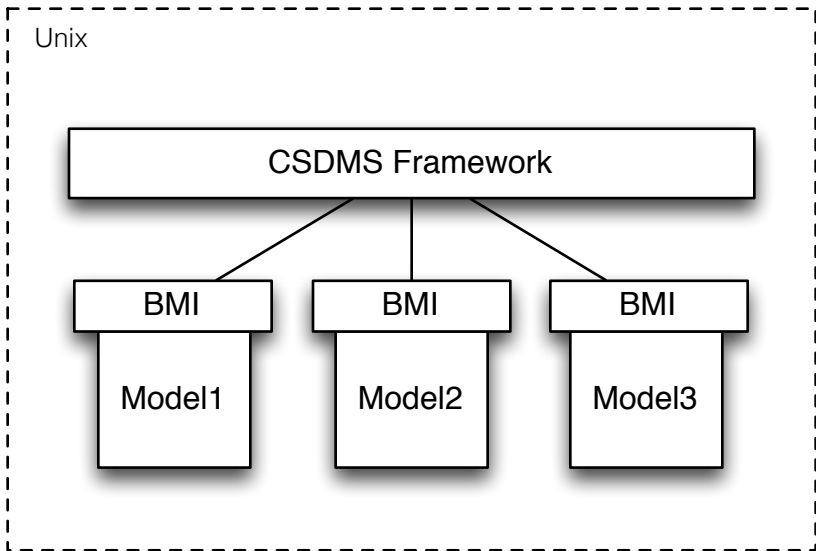 Unix
CSDMS Framework
BMI
BMI
BMI
Model1
Model2
Model3